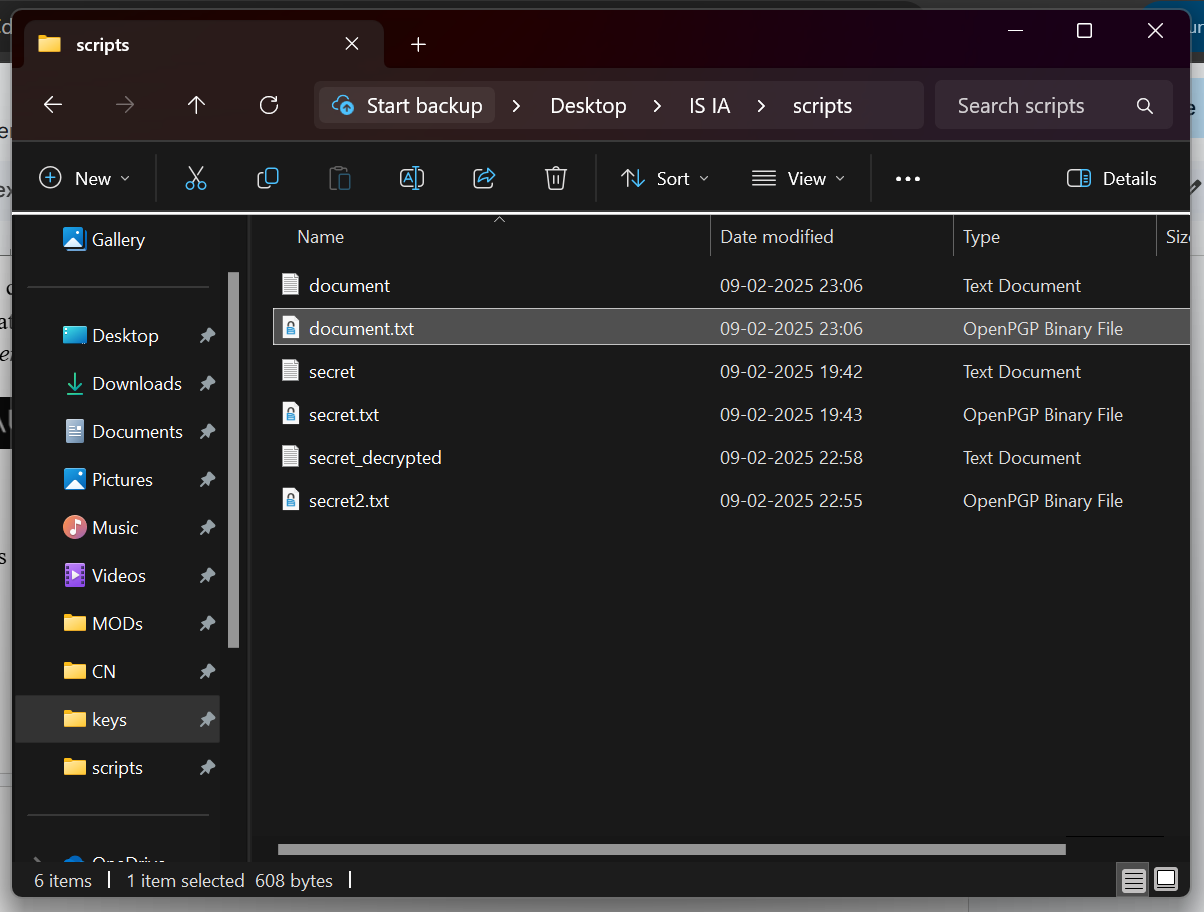 scripts
Start backup > Desktop > IS IA > scripts
Search scripts
New
Sort
View
Details
Gallery
Desktop
Downloads
Documents
Pictures
Music
Videos
MODs
CN
keys
scripts
Name Date modified Type
document 09-02-2025 23:06 Text Document
document.txt 09-02-2025 23:06 OpenPGP Binary File
secret 09-02-2025 19:42 Text Document
secret.txt 09-02-2025 19:43 OpenPGP Binary File
secret_decrypted 09-02-2025 22:58 Text Document
secret2.txt 09-02-2025 22:55 OpenPGP Binary File
6 items | 1 item selected 608 bytes |